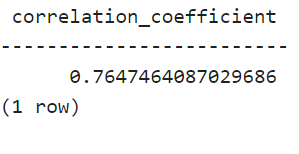 correlation_coefficient
-------------------------
0.7647464087029686
(1 row)